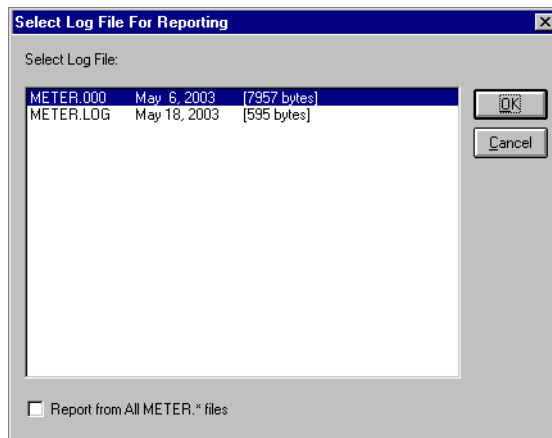 Select Log File For Reporting
Select Log File:
METER.000 May 6, 2003 [7957 bytes]
METER.LOG May 18, 2003 [595 bytes]
OK
Cancel
Report from All METER.* files